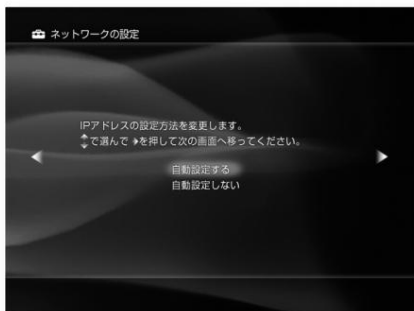 ネットワークの設定
IPアドレスの設定方法を変更します。
で選んで を押して次の画面へ移ってください。
自動設定する
自動設定しない